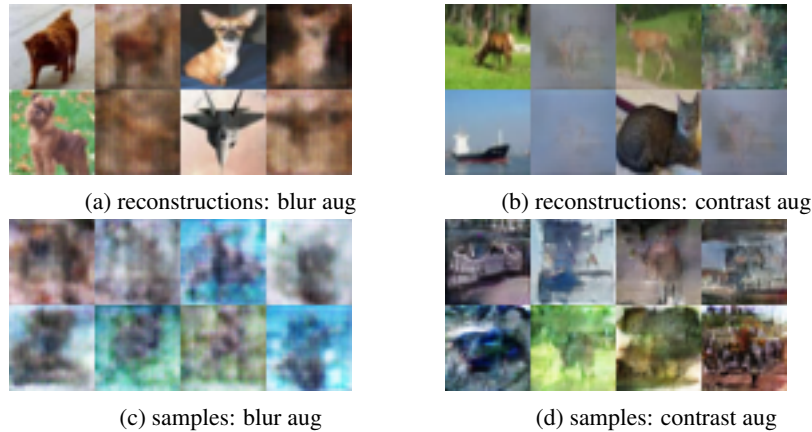 (a) reconstructions: blur aug
(b) reconstructions: contrast aug
(c) samples: blur aug
(d) samples: contrast aug